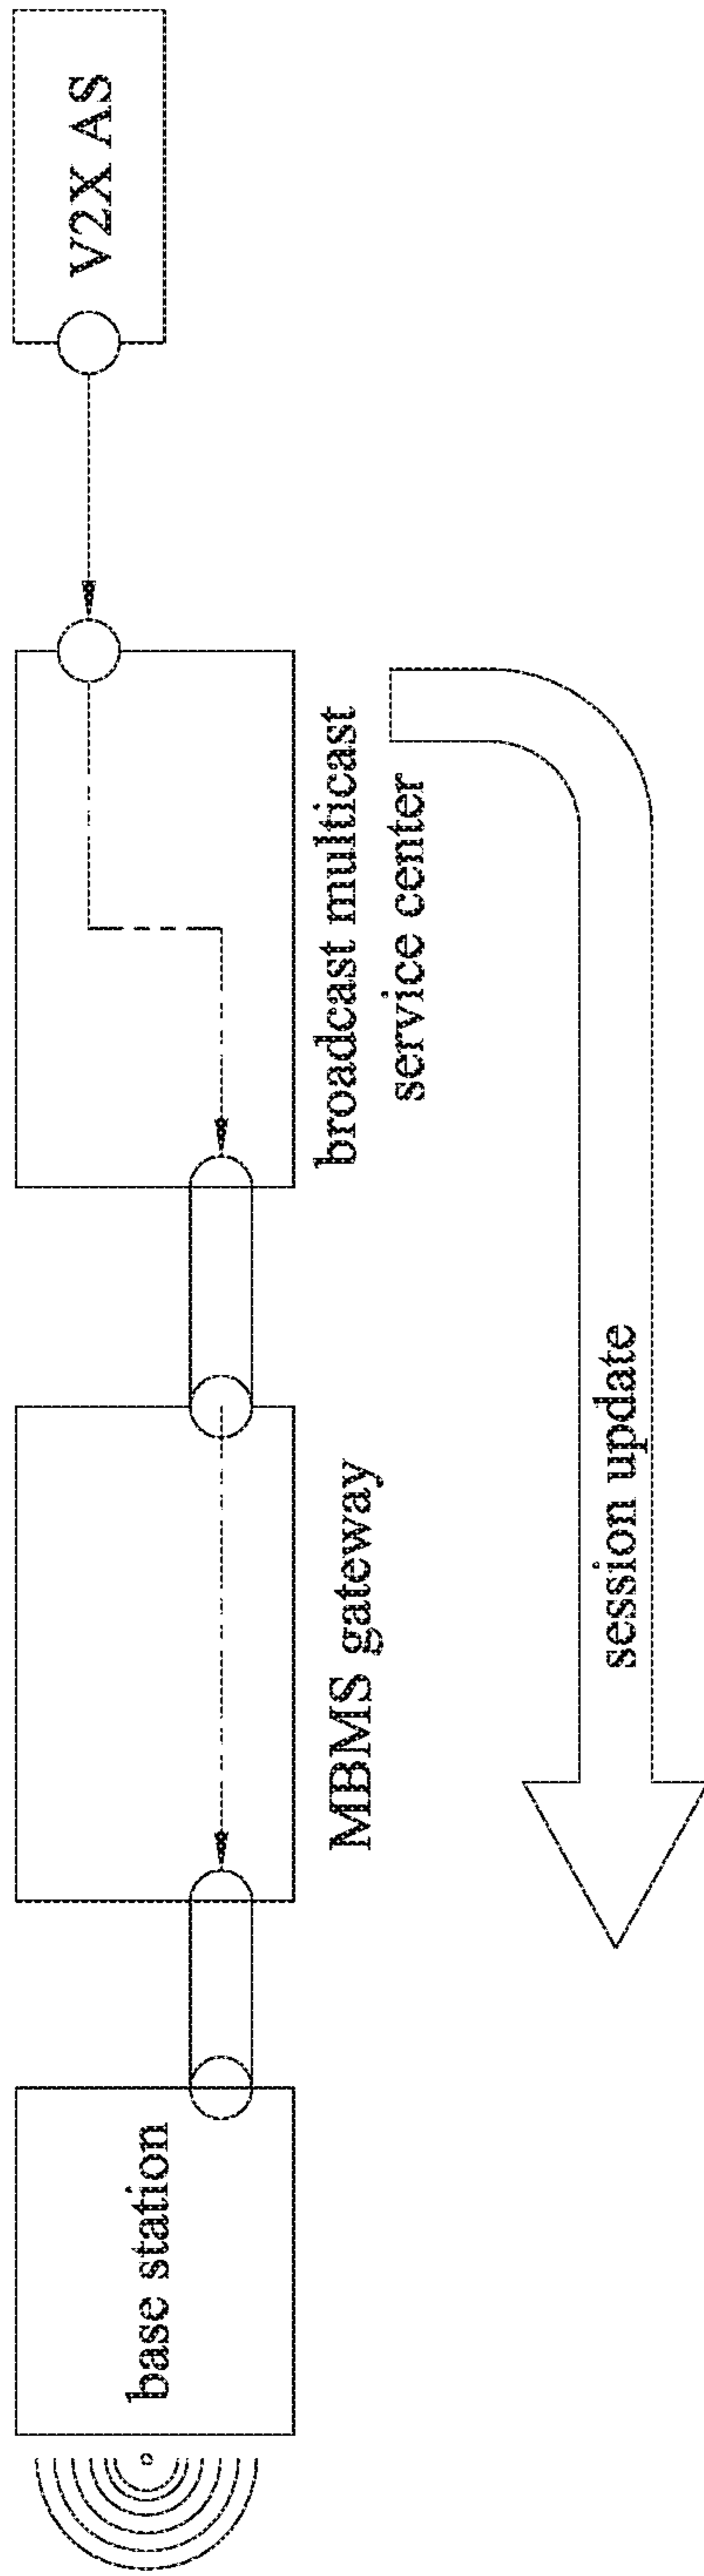 base station
MBMS gateway
broadcast multicast
service center
V2X AS
session update